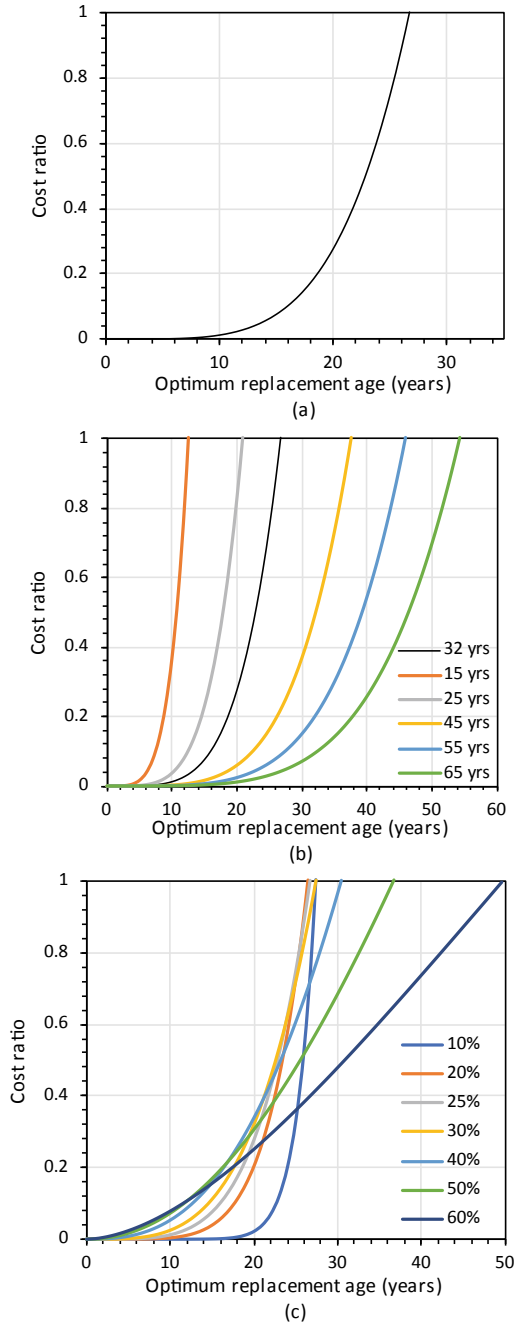 1
0.8
0.6
0.4
0.2
0
Cost ratio
0 10 20 30
Optimum replacement age (years)
(a)
1
0.8
0.6
0.4
0.2
0
Cost ratio
32 yrs
15 yrs
25 yrs
45 yrs
55 yrs
65 yrs
0 10 20 30 40 50 60
Optimum replacement age (years)
(b)
1
0.8
0.6
0.4
0.2
0
Cost ratio
10%
20%
25%
30%
40%
50%
60%
0 10 20 30 40 50
Optimum replacement age (years)
(c)